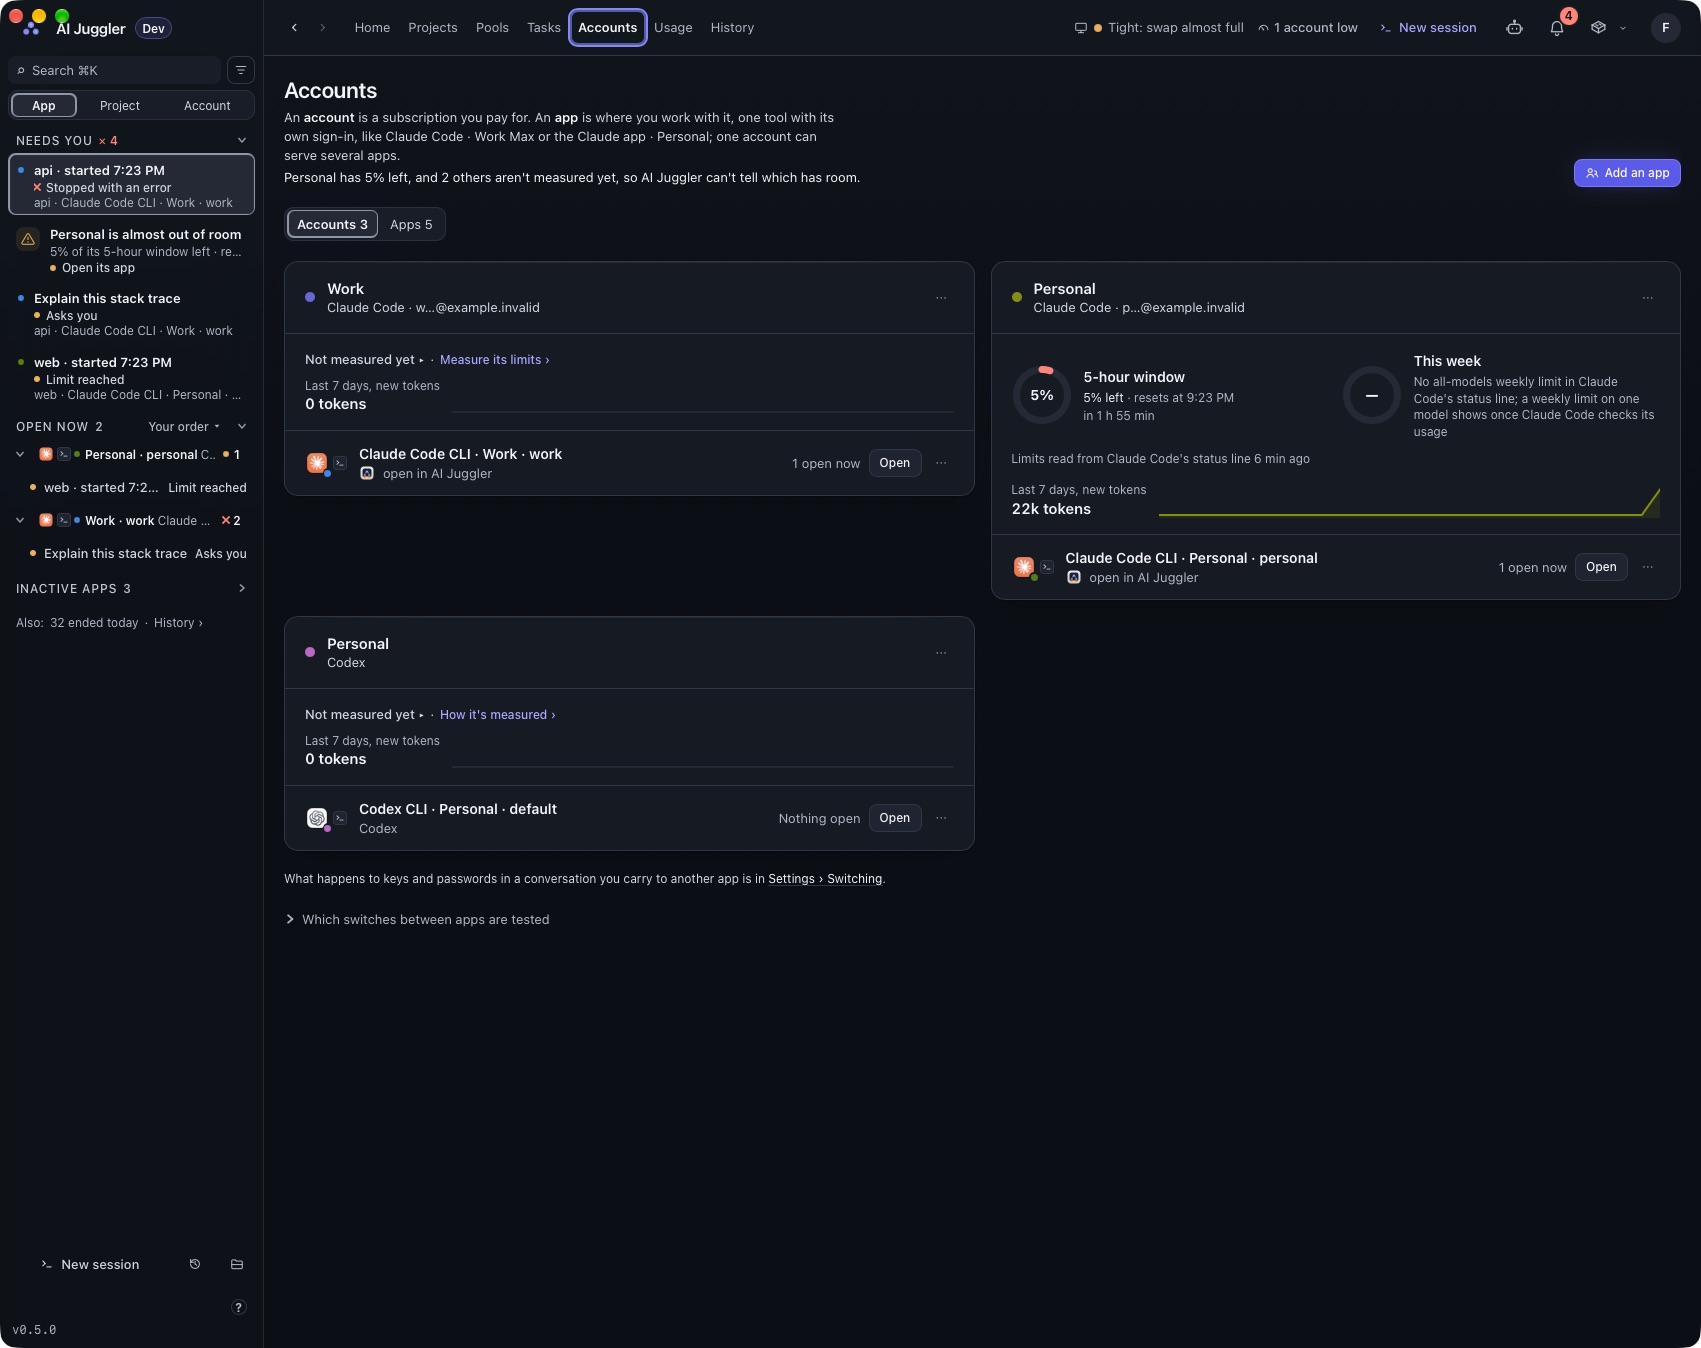 AI Juggler Dev
Search ⌘K
App Project Account
NEEDS YOU × 4
api · started 7:23 PM
Stopped with an error
api · Claude Code CLI · Work · work
Personal is almost out of room
5% of its 5-hour window left · re...
Open its app
Explain this stack trace
Asks you
api · Claude Code CLI · Work · work
web · started 7:23 PM
Limit reached
web · Claude Code CLI · Personal · ...
OPEN NOW 2 Your order
Personal · personal C.. 1
web · started 7:2... Limit reached
Work · work Claude ... ×2
Explain this stack trace Asks you
INACTIVE APPS 3
Also: 32 ended today · History ›
New session
?
v0.5.0
Home Projects Pools Tasks Accounts Usage History
Tight: swap almost full 1 account low New session 4 F
Accounts
An account is a subscription you pay for. An app is where you work with it, one tool with its
own sign-in, like Claude Code · Work Max or the Claude app · Personal; one account can
serve several apps.
Personal has 5% left, and 2 others aren't measured yet, so AI Juggler can't tell which has room.
Add an app
Accounts 3 Apps 5
Work
Claude Code · w...@example.invalid
Not measured yet · Measure its limits ›
Last 7 days, new tokens
0 tokens
Claude Code CLI · Work · work
open in AI Juggler
1 open now Open
Personal
Claude Code · p...@example.invalid
5%
5-hour window
5% left · resets at 9:23 PM
in 1 h 55 min
–
This week
No all-models weekly limit in Claude
Code's status line; a weekly limit on one
model shows once Claude Code checks its
usage
Limits read from Claude Code's status line 6 min ago
Last 7 days, new tokens
22k tokens
Claude Code CLI · Personal · personal
open in AI Juggler
1 open now Open
Personal
Codex
Not measured yet · How it's measured ›
Last 7 days, new tokens
0 tokens
Codex CLI · Personal · default
Codex
Nothing open Open
What happens to keys and passwords in a conversation you carry to another app is in Settings › Switching.
Which switches between apps are tested